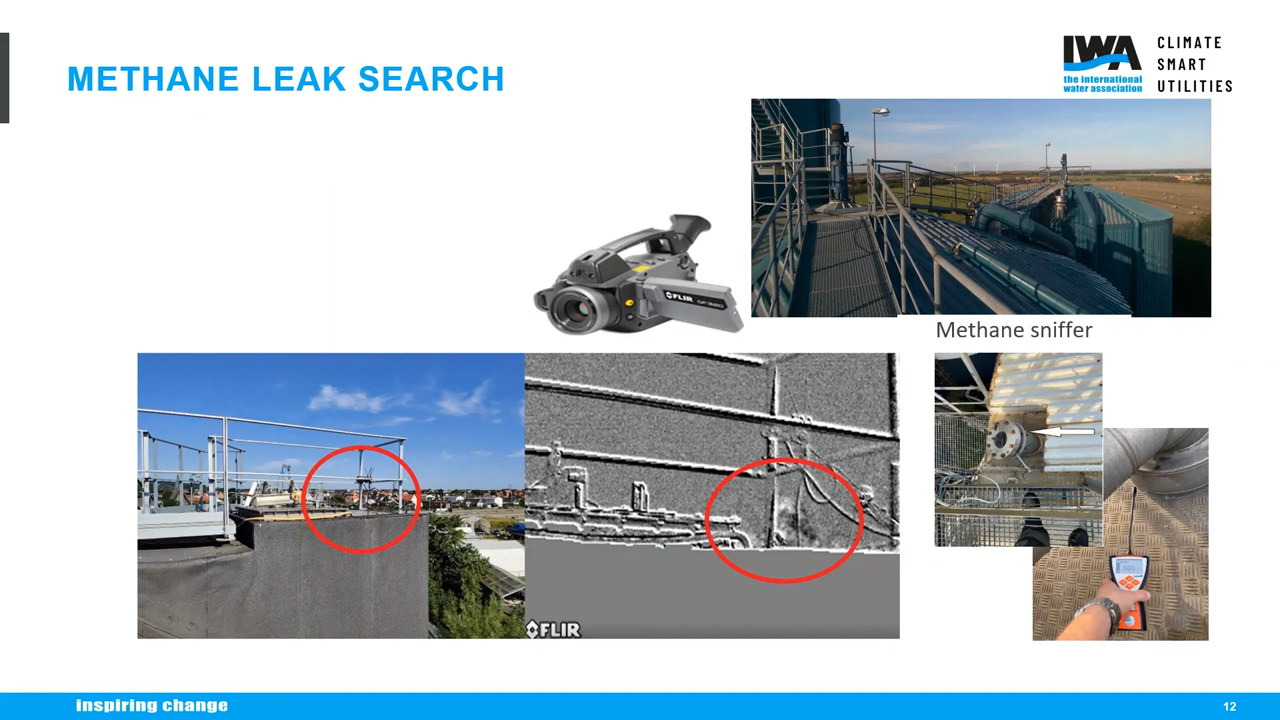 METHANE LEAK SEARCH
IWA
the international
water association
CLIMATE
SMART
UTILITIES
FLIR
Methane sniffer
FLIR
inspiring change
12